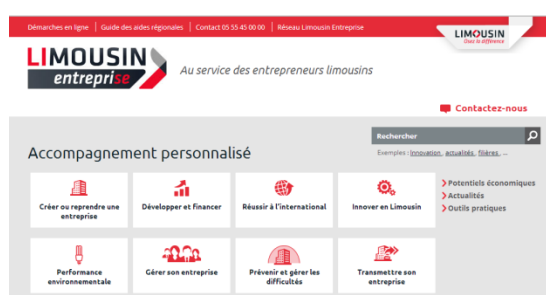 Démarches en ligne | Guide des aides régionales | Contact 05 55 45 00 00 | Réseau Limousin Entreprise
LIMOUSIN
Osez la différence
LIMOUSIN
entreprise
Au service des entrepreneurs limousins
Contactez-nous
Rechercher
Exemples : Innovation, actualités, filières, ...
Accompagnement personnalisé
Créer ou reprendre une
entreprise
Développer et financer
Réussir à l'international
Innover en Limousin
Potentiels économiques
Actualités
Outils pratiques
Performance
environnementale
Gérer son entreprise
Prévenir et gérer les
difficultés
Transmettre son
entreprise